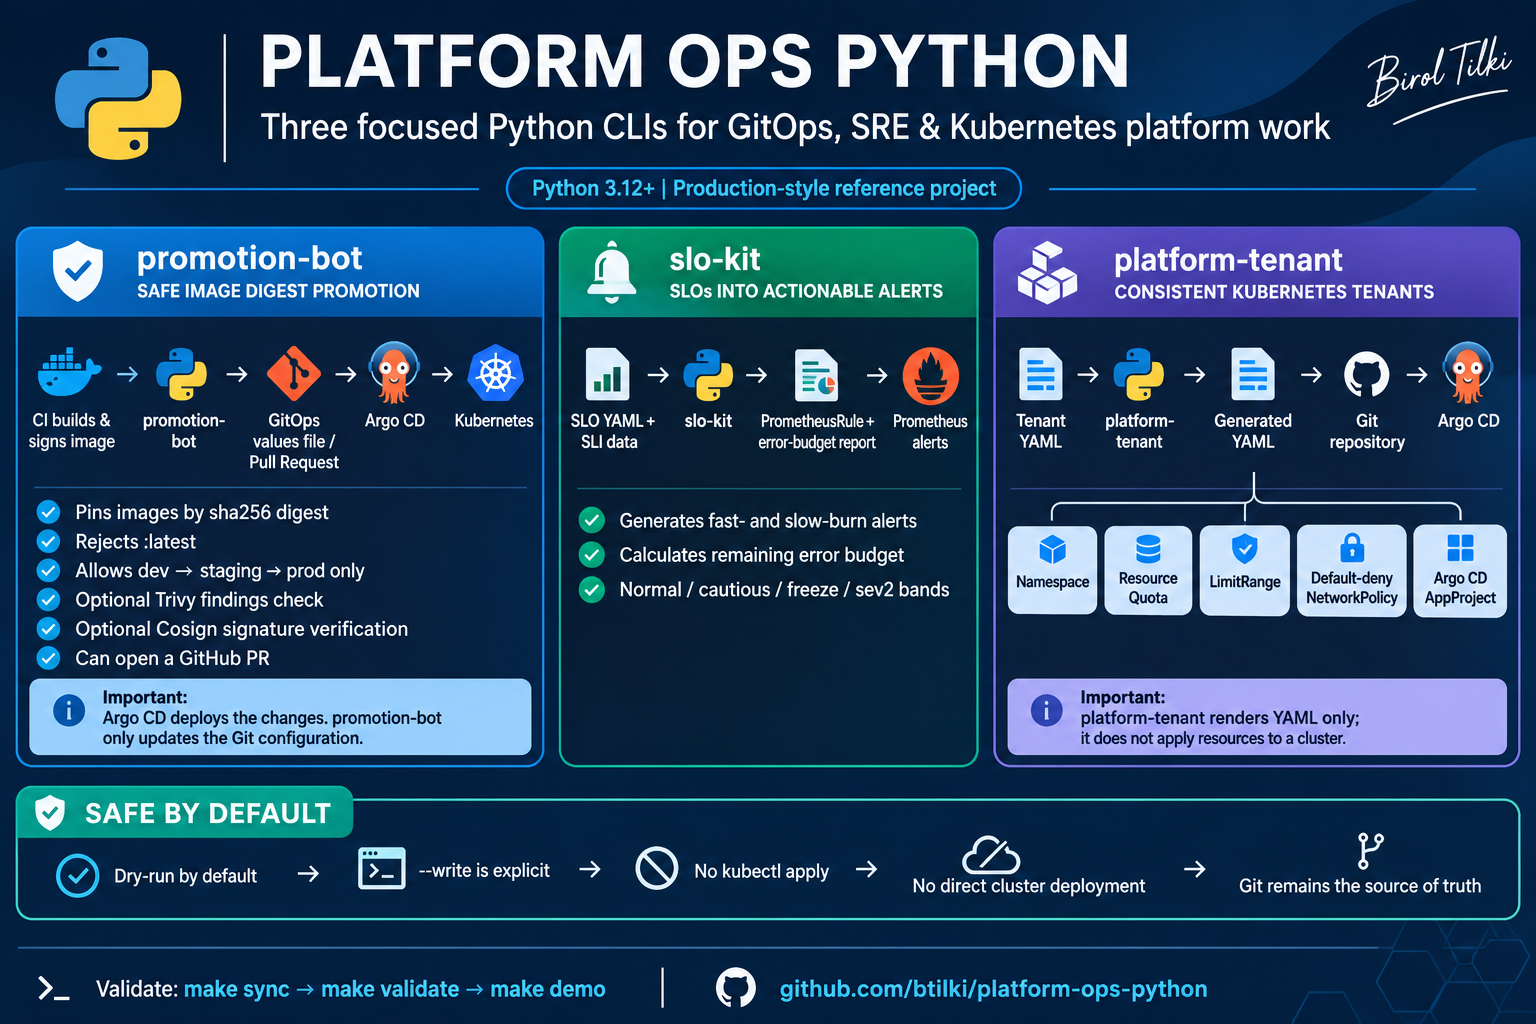 PLATFORM OPS PYTHON
Three focused Python CLIs for GitOps, SRE & Kubernetes platform work
Birol Tilki
Python 3.12+ | Production-style reference project
promotion-bot
SAFE IMAGE DIGEST PROMOTION
CI builds &
signs image
promotion-
bot
GitOps
values file /
Pull Request
Argo CD
Kubernetes
Pins images by sha256 digest
Rejects :latest
Allows dev → staging → prod only
Optional Trivy findings check
Optional Cosign signature verification
Can open a GitHub PR
Important:
Argo CD deploys the changes. promotion-bot
only updates the Git configuration.
slo-kit
SLOs INTO ACTIONABLE ALERTS
SLO YAML +
SLI data
slo-kit
PrometheusRule +
error-budget report
Prometheus
alerts
Generates fast- and slow-burn alerts
Calculates remaining error budget
Normal / cautious / freeze / sev2 bands
platform-tenant
CONSISTENT KUBERNETES TENANTS
Tenant
YAML
platform-
tenant
Generated
YAML
Git
repository
Argo CD
Namespace
Resource
Quota
LimitRange
Default-deny
NetworkPolicy
Argo CD
AppProject
Important:
platform-tenant renders YAML only;
it does not apply resources to a cluster.
SAFE BY DEFAULT
Dry-run by default
--write is explicit
No kubectl apply
No direct cluster deployment
Git remains the source of truth
Validate: make sync → make validate → make demo
github.com/btilki/platform-ops-python